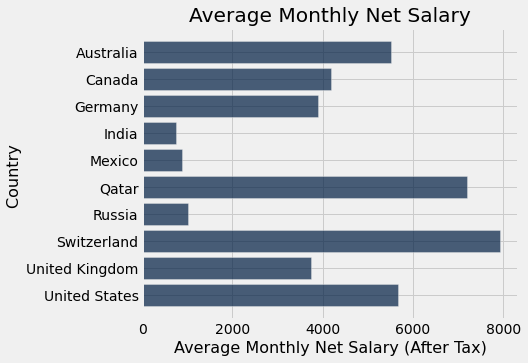 Average Monthly Net Salary
Country
Australia
Canada
Germany
India
Mexico
Qatar
Russia
Switzerland
United Kingdom
United States
0 2000 4000 6000 8000
Average Monthly Net Salary (After Tax)